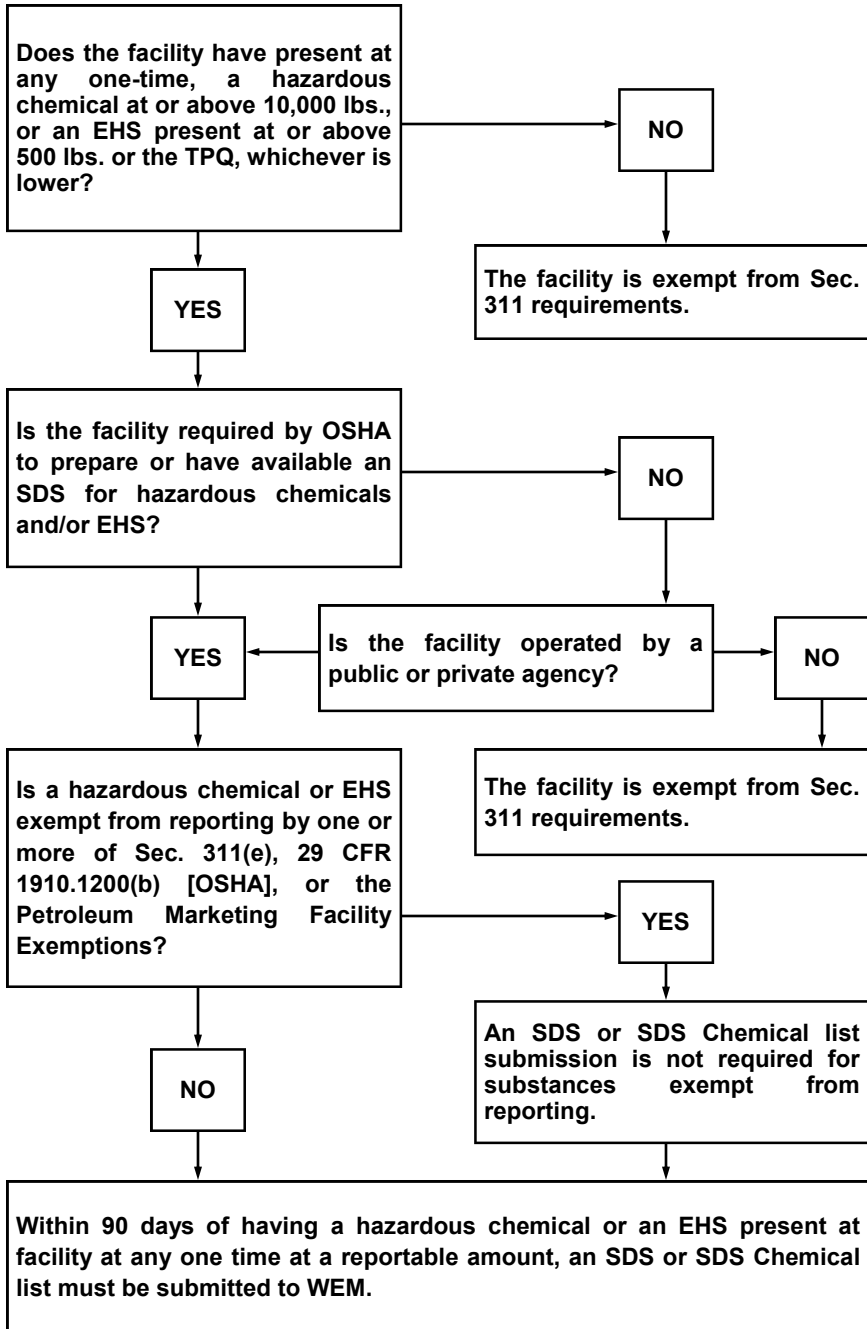 Does the facility have present at
any one-time, a hazardous
chemical at or above 10,000 lbs.,
or an EHS present at or above
500 lbs. or the TPQ, whichever is
lower?
NO
YES
The facility is exempt from Sec.
311 requirements.
Is the facility required by OSHA
to prepare or have available an
SDS for hazardous chemicals
and/or EHS?
NO
YES
Is the facility operated by a
public or private agency?
NO
Is a hazardous chemical or EHS
exempt from reporting by one or
more of Sec. 311(e), 29 CFR
1910.1200(b) [OSHA], or the
Petroleum Marketing Facility
Exemptions?
The facility is exempt from Sec.
311 requirements.
YES
NO
An SDS or SDS Chemical list
submission is not required for
substances exempt from
reporting.
Within 90 days of having a hazardous chemical or an EHS present at
facility at any one time at a reportable amount, an SDS or SDS Chemical
list must be submitted to WEM.